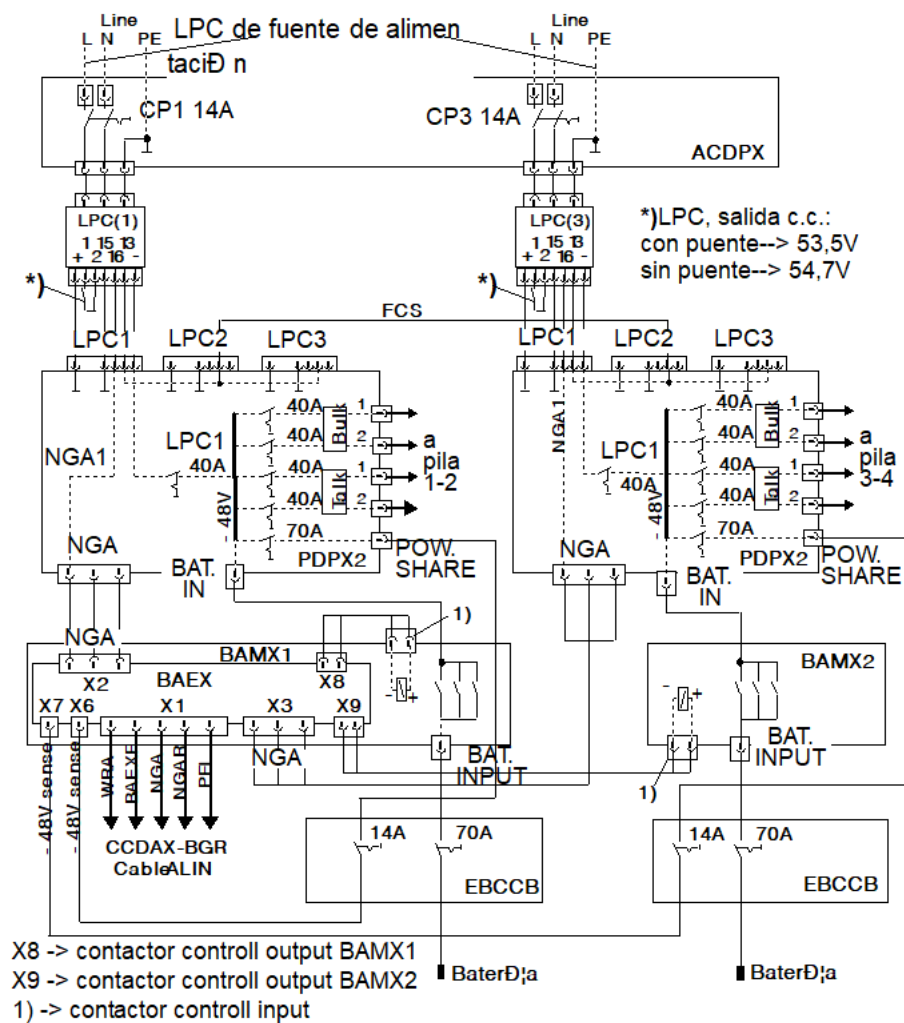 Line
L N PE
LPC de fuente de alimen
taciÐ n
Line
L N PE
CP1 14A
CP3 14A
ACDPX
LPC(1)
1 15 13
+ 2 16 -
LPC(3)
1 15 13
+ 2 16 -
*)LPC, salida c.c.:
con puente--> 53,5V
sin puente--> 54,7V
*)
*)
FCS
LPC1 LPC2 LPC3
LPC1 LPC2 LPC3
40A
40A
40A
40A
70A
Bulk
Talk
1
2
1
2
LPC1
40A
NGA1
- 48V
a
pila
1-2
NGA
BAT.
IN
PDPX2
POW.
SHARE
40A
40A
40A
40A
70A
Bulk
Talk
1
2
1
2
LPC1
40A
NGA1
- 48V
a
pila
3-4
NGA
BAT.
IN
PDPX2
POW.
SHARE
NGA
1)
BAMX1
X2 BAEX X8
- +
X7 X6 X1 X3 X9
NGA
BAT.
INPUT
BAMX2
- +
1)
BAT.
INPUT
- 48V sense
- 48V sense
WRA
BAEXF
NGA
NGAR
PFL
CCDAX-BGR
CableALIN
14A 70A
EBCCB
14A 70A
EBCCB
X8 -> contactor controll output BAMX1
X9 -> contactor controll output BAMX2
1) -> contactor controll input
BaterÐ¦a
BaterÐ¦a